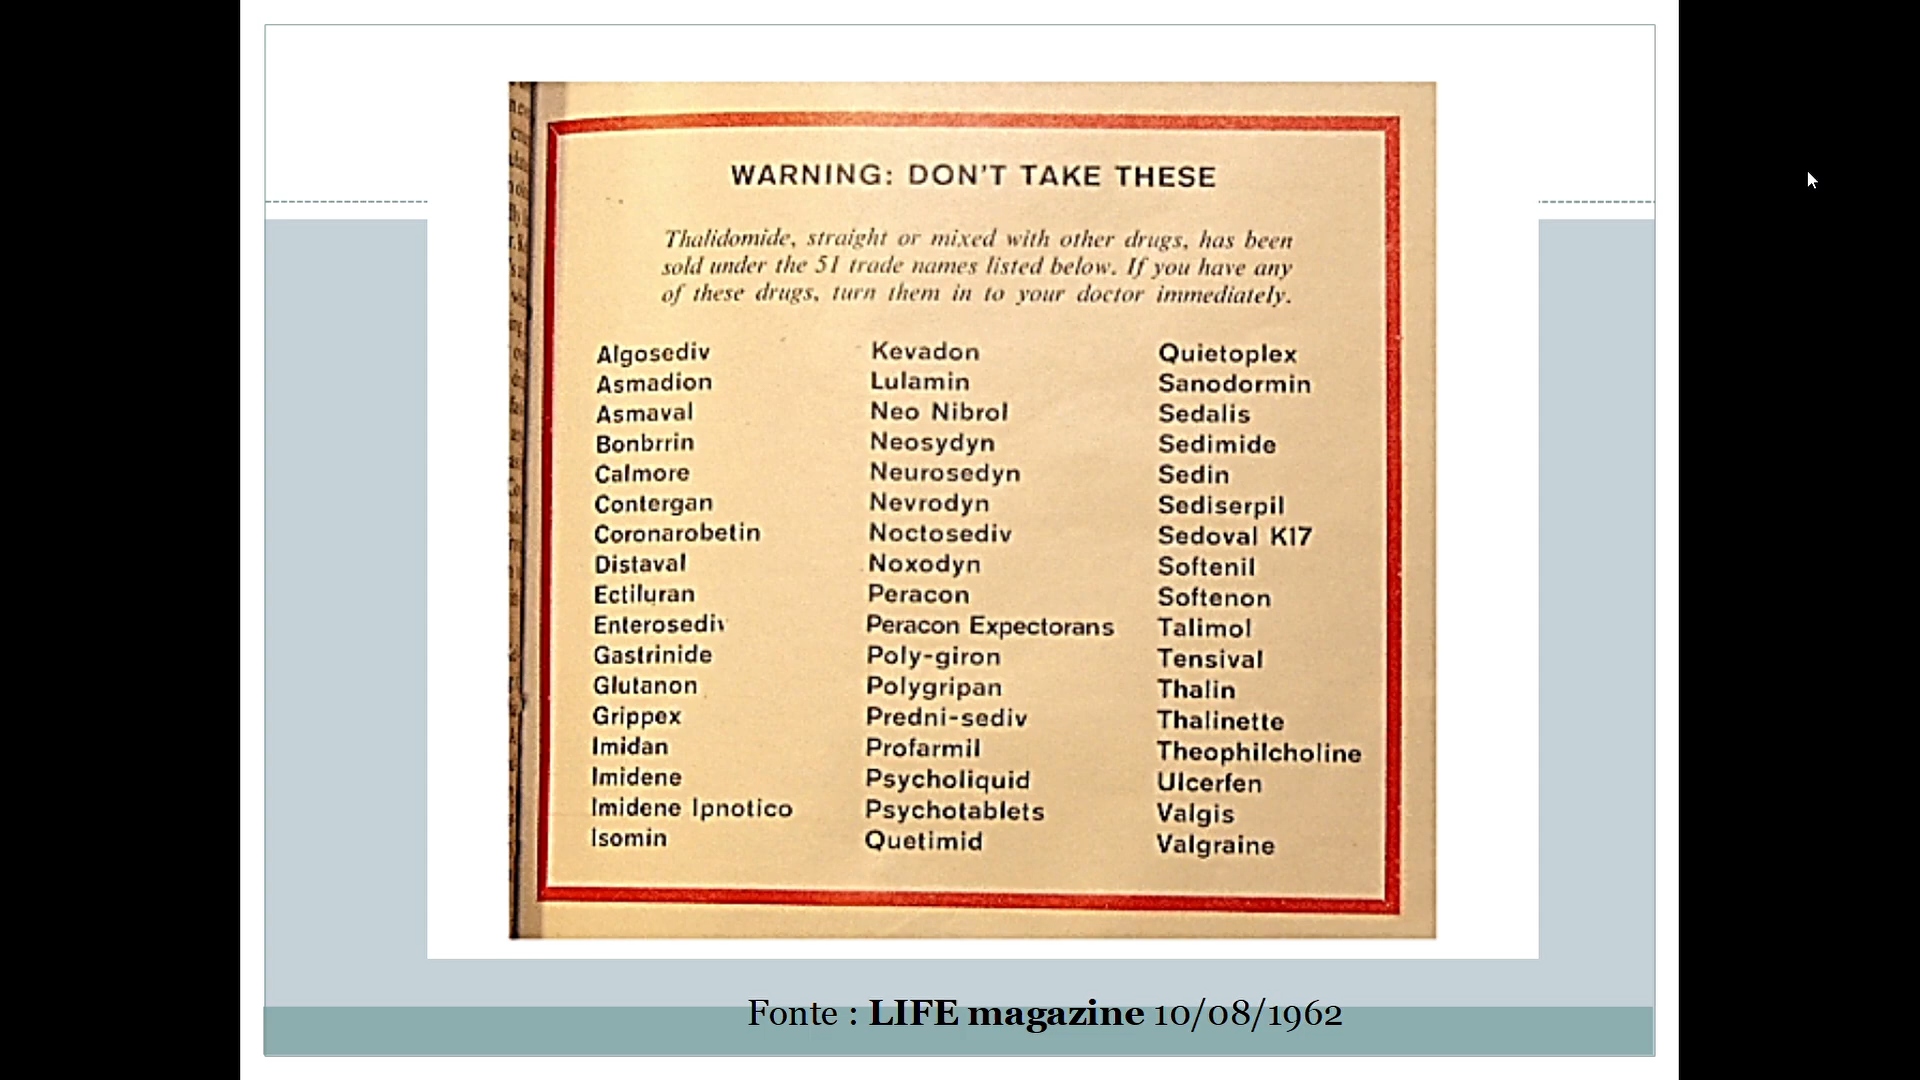 WARNING: DON'T TAKE THESE
Thalidomide, straight or mixed with other drugs, has been
sold under the 51 trade names listed below. If you have any
of these drugs, turn them in to your doctor immediately.
Algosediv
Asmadion
Asmaval
Bonbrrin
Calmore
Contergan
Coronarobetin
Distaval
Ectiluran
Enterosediv
Gastrinide
Glutanon
Grippex
Imidan
Imidene
Imidene Ipnotico
Isomin
Kevadon
Lulamin
Neo Nibrol
Neosydyn
Neurosedyn
Nevrodyn
Noctosediv
Noxodyn
Peracon
Peracon Expectorans
Poly-giron
Polygripan
Predni-sediv
Profarmil
Psycholiquid
Psychotablets
Quetimid
Quietoplex
Sanodormin
Sedalis
Sedimide
Sedin
Sediserpil
Sedoval K17
Softenil
Softenon
Talimol
Tensival
Thalin
Thalinette
Theophilcholine
Ulcerfen
Valgis
Valgraine
Fonte : LIFE magazine 10/08/1962